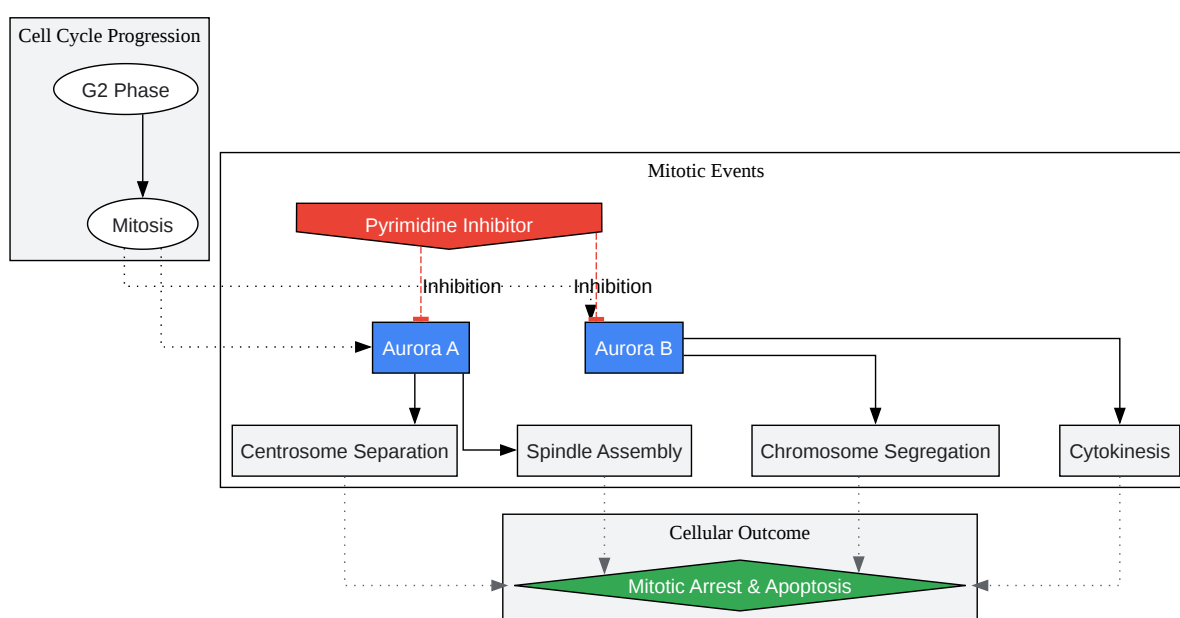 Cell Cycle Progression
G2 Phase
Mitosis
Mitotic Events
Pyrimidine Inhibitor
Inhibition
Inhibition
Aurora A
Aurora B
Centrosome Separation
Spindle Assembly
Chromosome Segregation
Cytokinesis
Cellular Outcome
Mitotic Arrest & Apoptosis